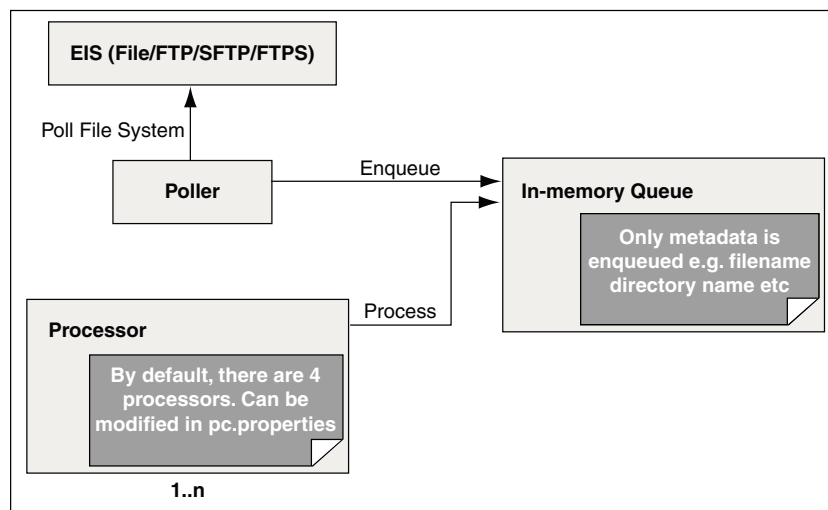 EIS (File/FTP/SFTP/FTPS)
Poll File System
Poller
Enqueue
In-memory Queue
Only metadata is
enqueued e.g. filename
directory name etc
Process
Processor
By default, there are 4
processors. Can be
modified in pc.properties
1..n